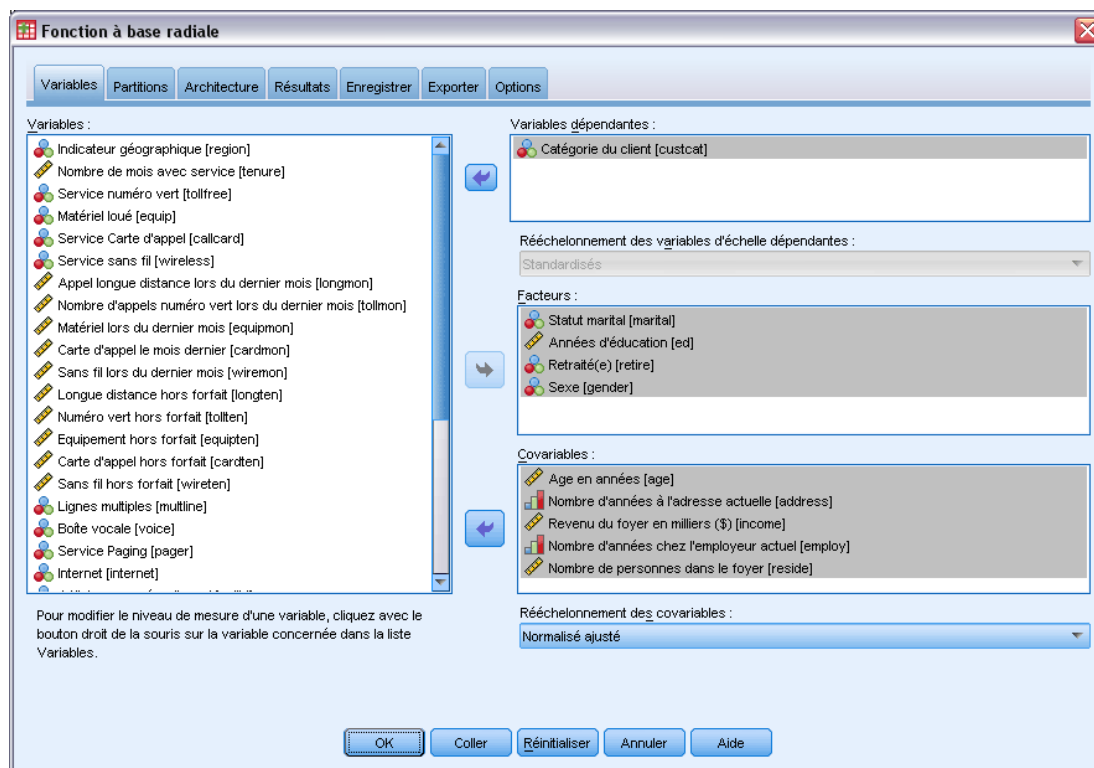 Fonction à base radiale
Variables
Partitions
Architecture
Résultats
Enregistrer
Exporter
Options
Variables :
Indicateur géographique [region]
Nombre de mois avec service [tenure]
Service numéro vert [tollfree]
Matériel loué [equip]
Service Carte d'appel [callcard]
Service sans fil [wireless]
Appel longue distance lors du dernier mois [longmon]
Nombre d'appels numéro vert lors du dernier mois [tollmon]
Matériel lors du dernier mois [equipmon]
Carte d'appel le mois dernier [cardmon]
Sans fil lors du dernier mois [wiremon]
Longue distance hors forfait [longten]
Numéro vert hors forfait [tollten]
Equipement hors forfait [equipten]
Carte d'appel hors forfait [cardten]
Sans fil hors forfait [wireten]
Lignes multiples [multline]
Boîte vocale [voice]
Service Paging [pager]
Internet [internet]
Pour modifier le niveau de mesure d'une variable, cliquez avec le
bouton droit de la souris sur la variable concernée dans la liste
Variables.
Variables dépendantes :
Catégorie du client [custcat]
Rééchelonnement des variables d'échelle dépendantes :
Standardisés
Facteurs :
Statut marital [marital]
Années d'éducation [ed]
Retraité(e) [retire]
Sexe [gender]
Covariables :
Age en années [age]
Nombre d'années à l'adresse actuelle [address]
Revenu du foyer en milliers ($) [income]
Nombre d'années chez l'employeur actuel [employ]
Nombre de personnes dans le foyer [reside]
Rééchelonnement des covariables :
Normalisé ajusté
OK
Coller
Réinitialiser
Annuler
Aide